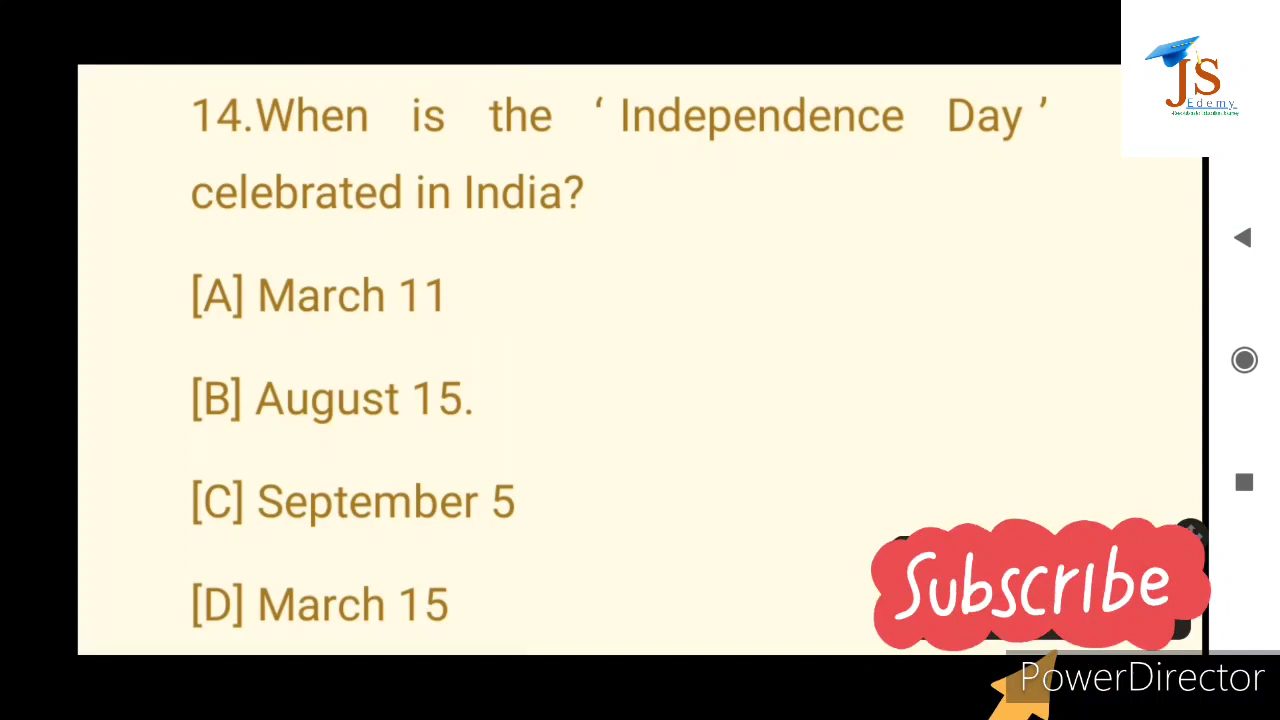 JS
Edemy
14.When is the ‘ Independence Day ’
celebrated in India?
[A] March 11
[B] August 15.
[C] September 5
[D] March 15
Subscribe
PowerDirector